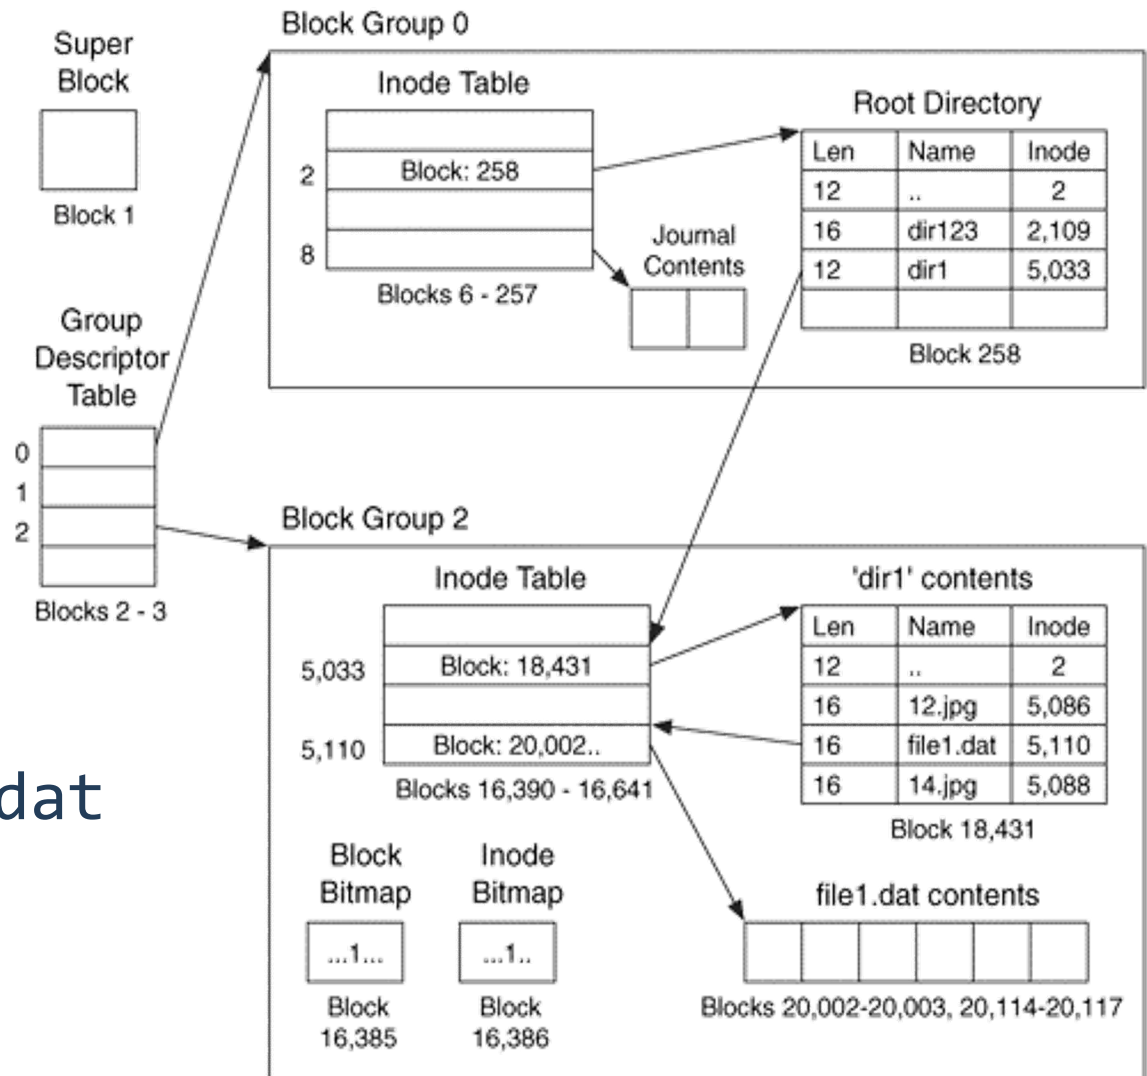 Super
Block
Block 1
Group
Descriptor
Table
0
1
2
Blocks 2 - 3
Block Group 0
Inode Table
2 Block: 258
8
Blocks 6 - 257
Journal
Contents
Root Directory
Len Name Inode
12 .. 2
16 dir123 2,109
12 dir1 5,033
Block 258
Block Group 2
Inode Table
5,033 Block: 18,431
5,110 Block: 20,002..
Blocks 16,390 - 16,641
'dir1' contents
Len Name Inode
12 .. 2
16 12.jpg 5,086
16 file1.dat 5,110
16 14.jpg 5,088
Block 18,431
dat
Block
Bitmap
...1...
Block
16,385
Inode
Bitmap
...1..
Block
16,386
file1.dat contents
Blocks 20,002-20,003, 20,114-20,117